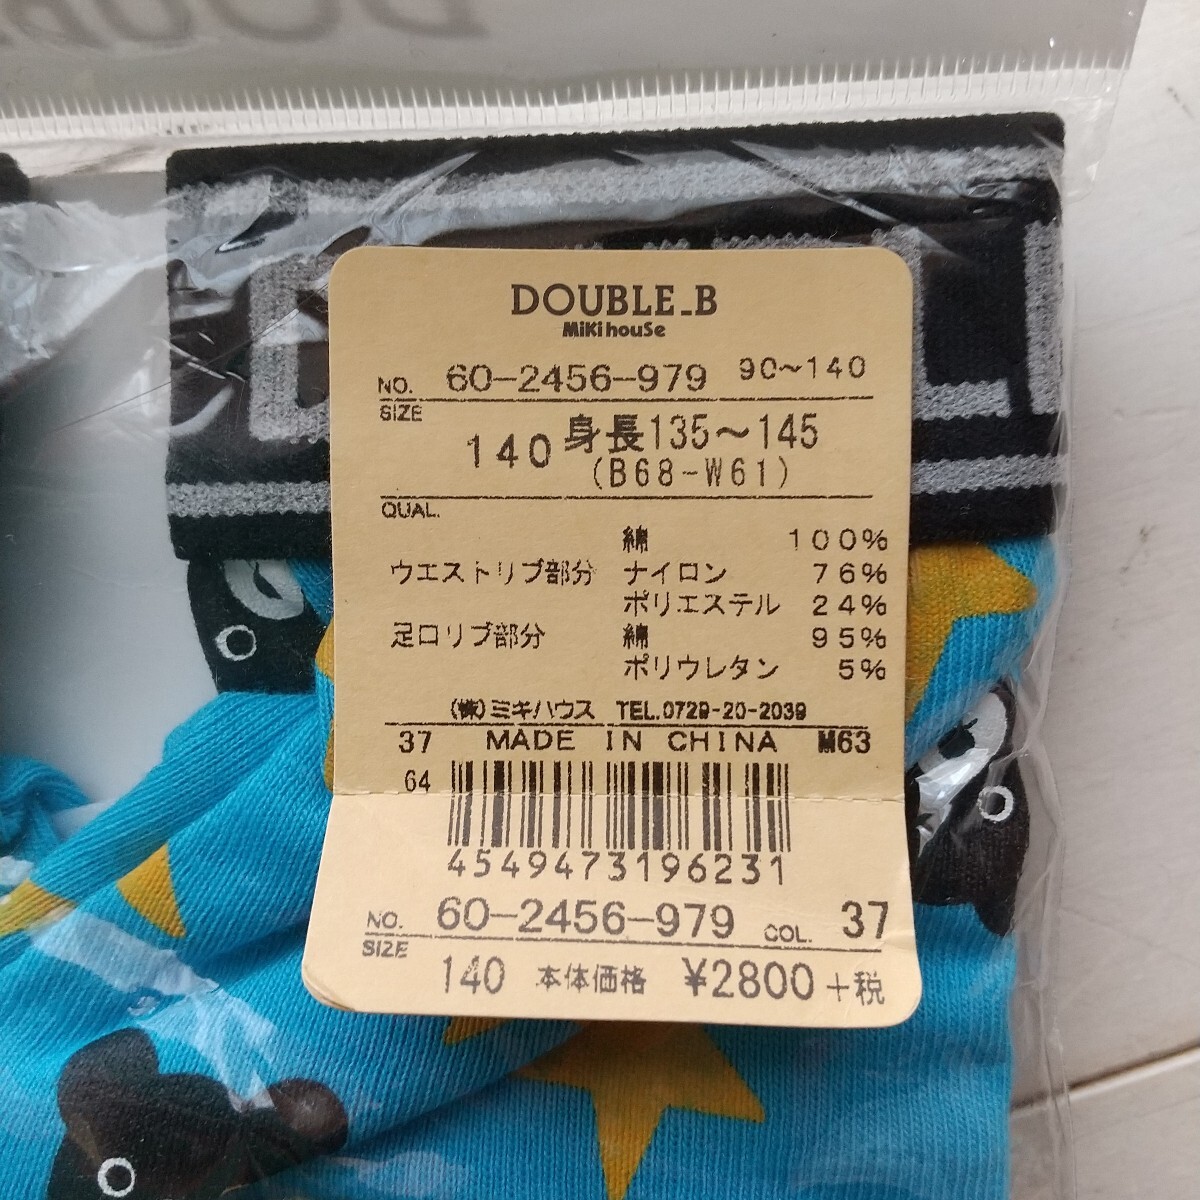 DOUBLE_B
MiKi houSe
NO. 60-2456-979 90~140
SIZE
140 身長135~145
(B68-W61)
QUAL.
綿 100%
ウエストリブ部分 ナイロン 76%
ポリエステル 24%
足口リブ部分 綿 95%
ポリウレタン 5%
(株)ミキハウス TEL.0729-20-2039
37 MADE IN CHINA M63
64
4549473196231
NO. 60-2456-979 COL. 37
SIZE
140 本体価格 ¥2800+税